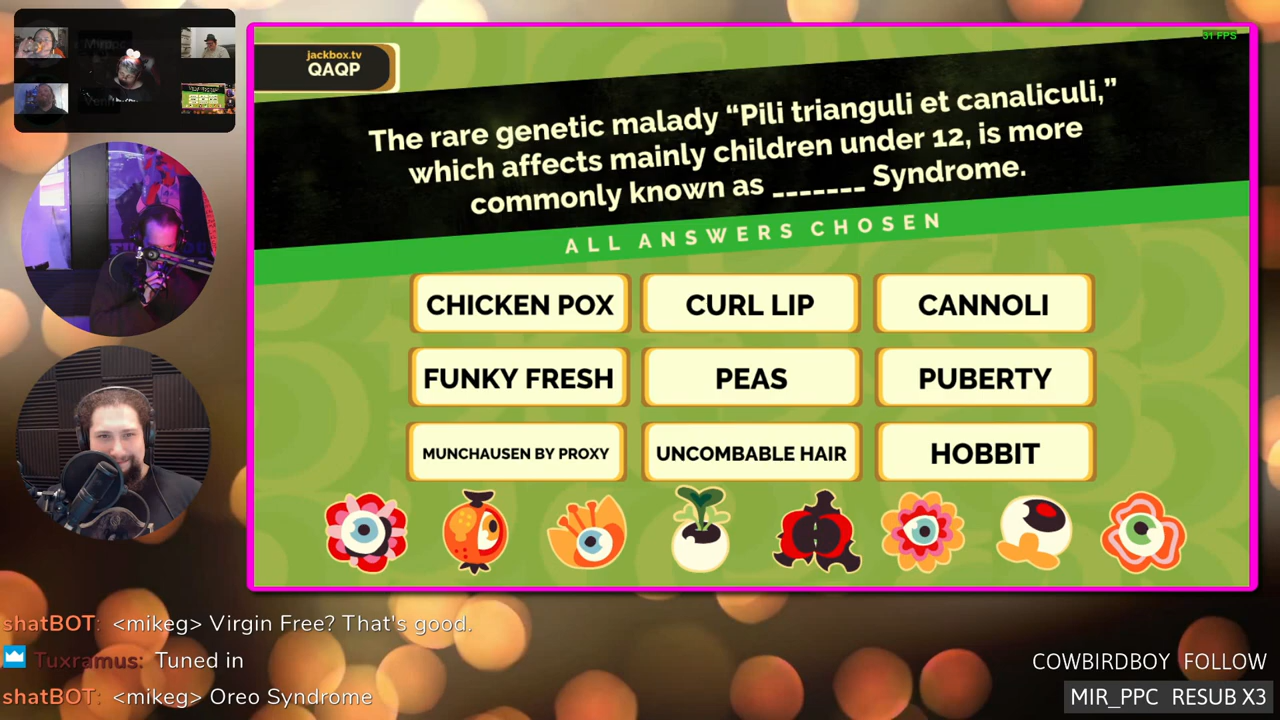 jackbox.tv
QAQP
31 FPS
The rare genetic malady “Pili trianguli et canaliculi,”
which affects mainly children under 12, is more
commonly known as _______ Syndrome.
ALL ANSWERS CHOSEN
CHICKEN POX
CURL LIP
CANNOLI
FUNKY FRESH
PEAS
PUBERTY
MUNCHAUSEN BY PROXY
UNCOMBABLE HAIR
HOBBIT
shatBOT: <mikeg> Virgin Free? That's good.
Tuxramus: Tuned in
shatBOT: <mikeg> Oreo Syndrome
COWBIRDBOY FOLLOW
MIR_PPC RESUB X3